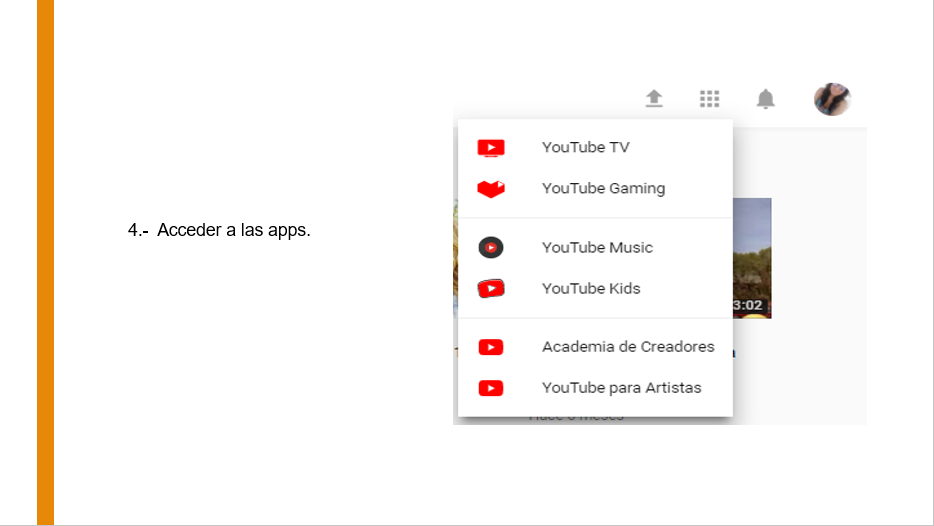 4.- Acceder a las apps.
YouTube TV
YouTube Gaming
YouTube Music
YouTube Kids
3:02
Academia de Creadores
YouTube para Artistas